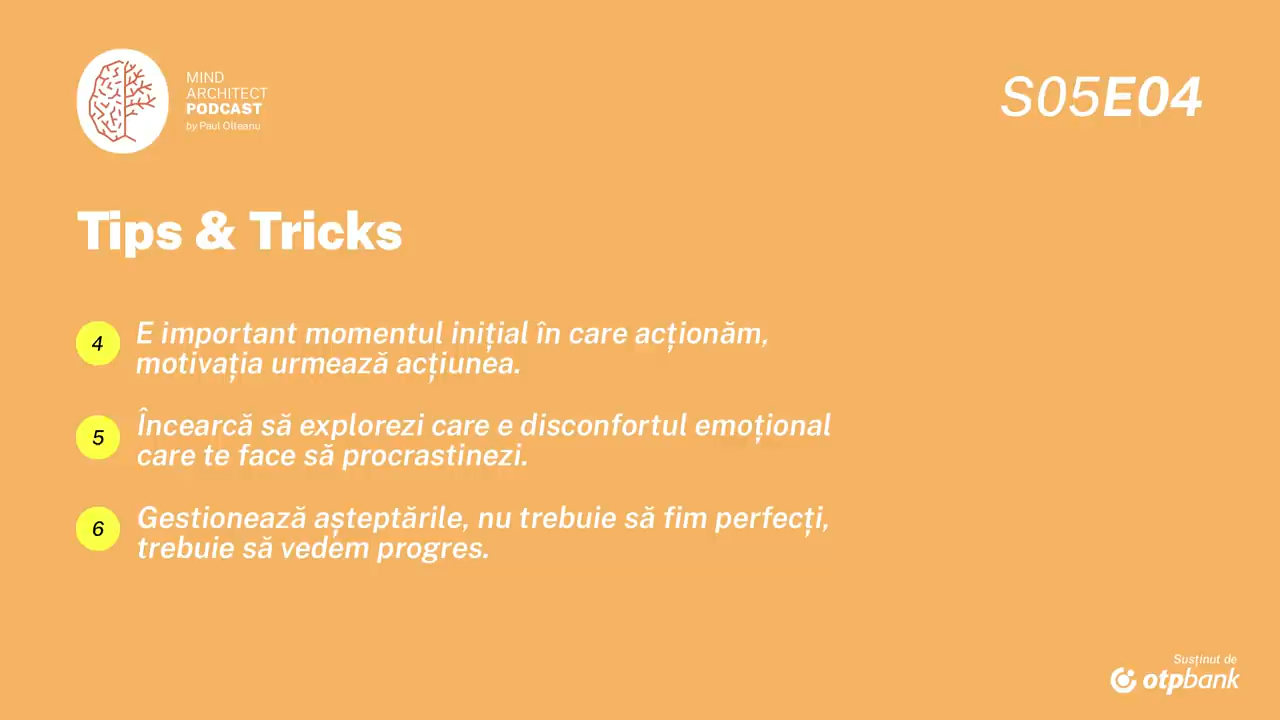 MIND
ARCHITECT
PODCAST
by Paul Olteanu
S05E04
Tips & Tricks
4 E important momentul inițial în care acționăm,
motivația urmează acțiunea.
5 Încearcă să explorezi care e disconfortul emoțional
care te face să procrastinezi.
6 Gestionează așteptările, nu trebuie să fim perfecți,
trebuie să vedem progres.
Susținut de
otpbank